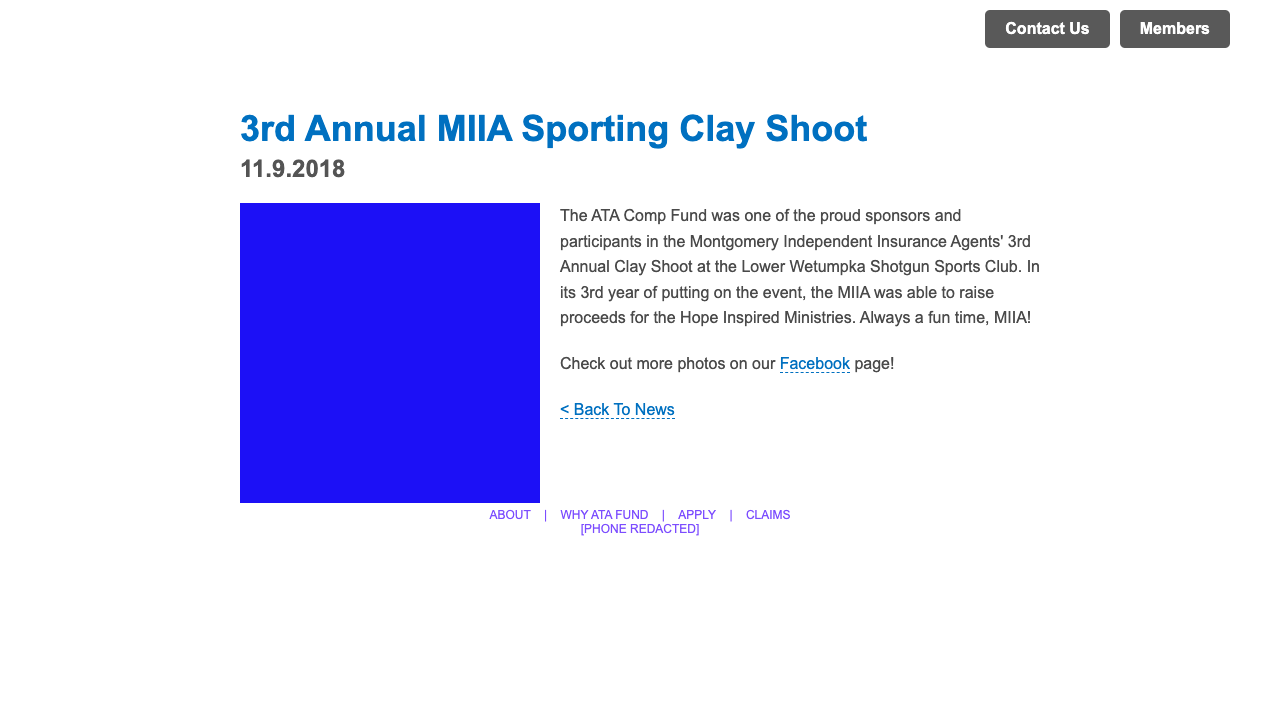 Contact Us
Members
3rd Annual MIIA Sporting Clay Shoot
11.9.2018
The ATA Comp Fund was one of the proud sponsors and
participants in the Montgomery Independent Insurance Agents' 3rd
Annual Clay Shoot at the Lower Wetumpka Shotgun Sports Club. In
its 3rd year of putting on the event, the MIIA was able to raise
proceeds for the Hope Inspired Ministries. Always a fun time, MIIA!
Check out more photos on our Facebook page!
< Back To News
ABOUT | WHY ATA FUND | APPLY | CLAIMS
[PHONE REDACTED]